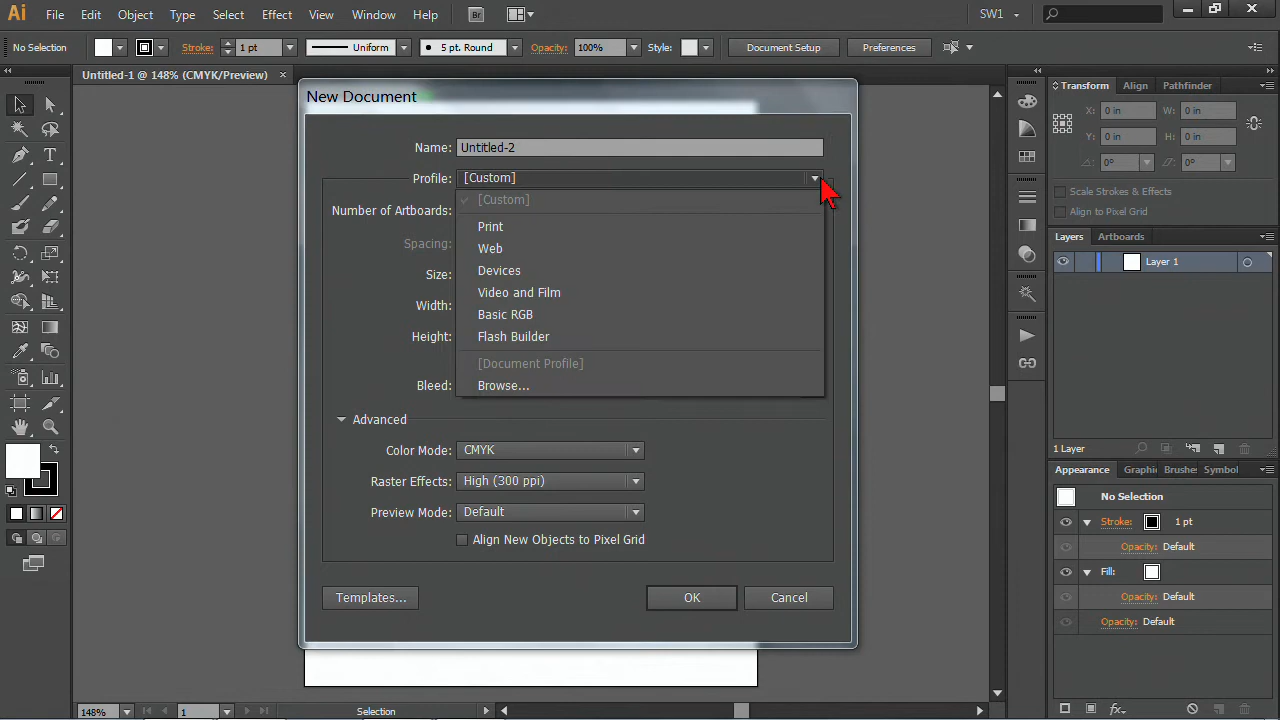 Ai File Edit Object Type Select Effect View Window Help Br SW1
No Selection Stroke: 1 pt Uniform 5 pt. Round Opacity: 100% Style: Document Setup Preferences
Untitled-1 @ 148% (CMYK/Preview)
New Document
Name: Untitled-2
Profile: [Custom]
[Custom]
Number of Artboards:
Print
Spacing:
Web
Size:
Devices
Width:
Video and Film
Basic RGB
Height:
Flash Builder
[Document Profile]
Bleed:
Browse...
Advanced
Color Mode: CMYK
Raster Effects: High (300 ppi)
Preview Mode: Default
Align New Objects to Pixel Grid
Templates... OK Cancel
Transform Align Pathfinder
X: 0 in W: 0 in
Y: 0 in H: 0 in
0° 0°
Scale Strokes & Effects
Align to Pixel Grid
Layers Artboards
Layer 1
1 Layer
Appearance Graphic Brushe Symbol
No Selection
Stroke: 1 pt
Opacity: Default
Fill:
Opacity: Default
Opacity: Default
fx
148% 1 Selection